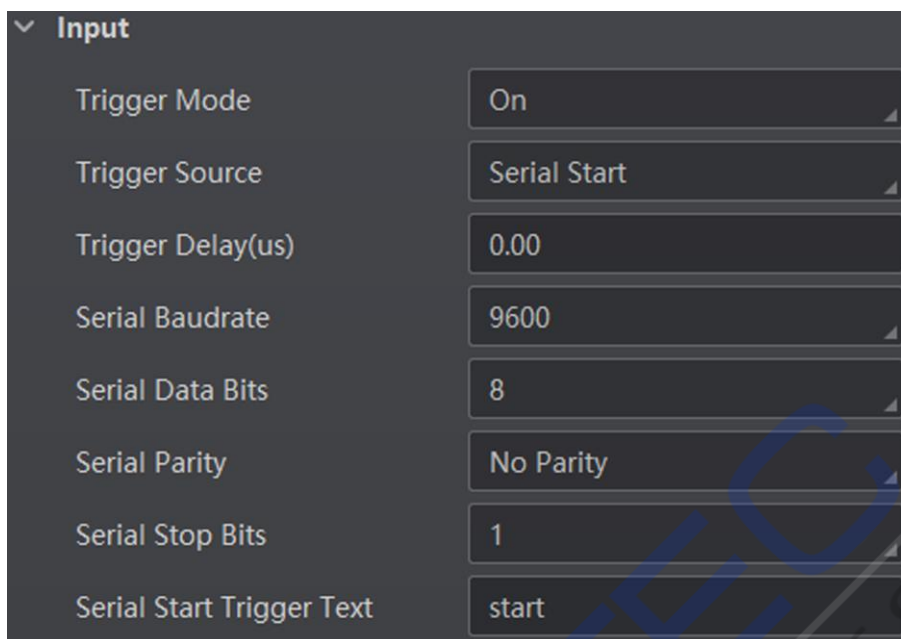 Input
Trigger Mode On
Trigger Source Serial Start
Trigger Delay(us) 0.00
Serial Baudrate 9600
Serial Data Bits 8
Serial Parity No Parity
Serial Stop Bits 1
Serial Start Trigger Text start